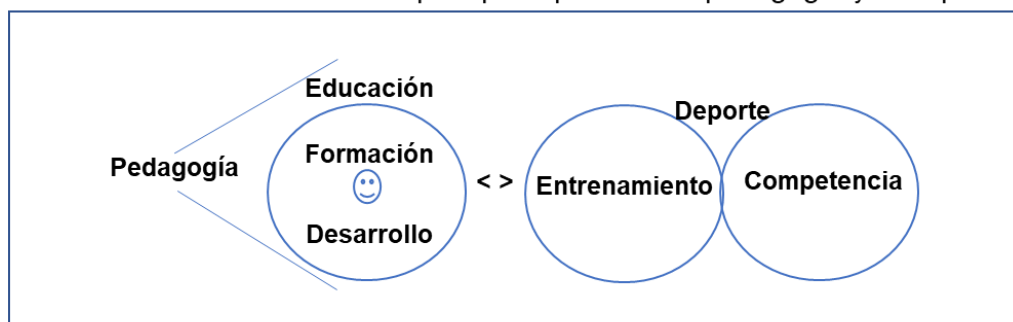 Educación
Deporte
Formación
Pedagogía
< >
Entrenamiento
Competencia
Desarrollo